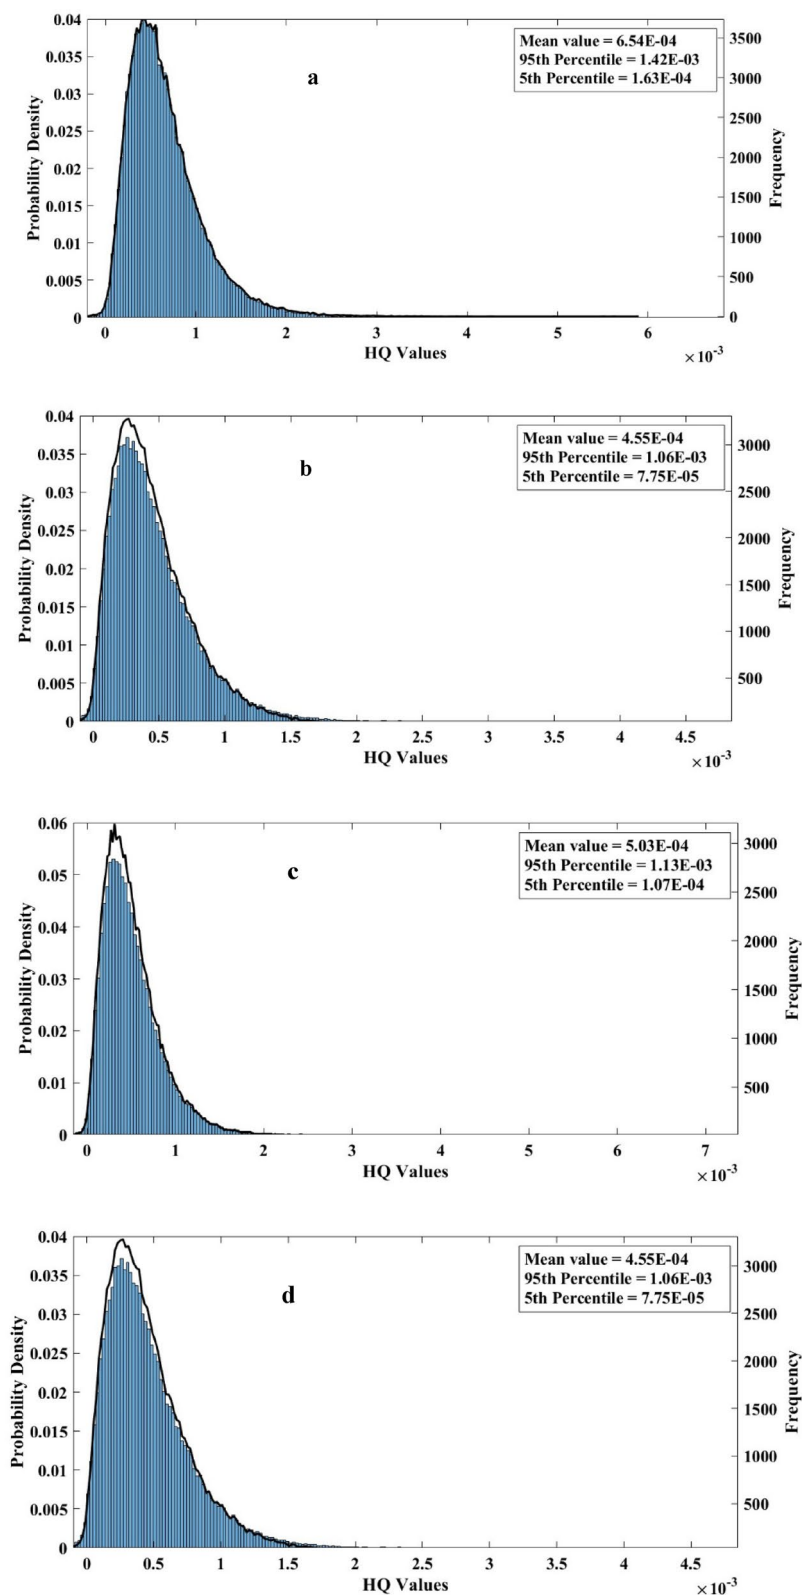 a
Mean value = 6.54E-04
95th Percentile = 1.42E-03
5th Percentile = 1.63E-04
Probability Density
0.04
0.035
0.03
0.025
0.02
0.015
0.01
0.005
0
Frequency
3500
3000
2500
2000
1500
1000
500
0
0 1 2 3 4 5 6
HQ Values
×10⁻³
b
Mean value = 4.55E-04
95th Percentile = 1.06E-03
5th Percentile = 7.75E-05
Probability Density
0.04
0.035
0.03
0.025
0.02
0.015
0.01
0.005
0
Frequency
3000
2500
2000
1500
1000
500
0 0.5 1 1.5 2 2.5 3 3.5 4 4.5
HQ Values
×10⁻³
c
Mean value = 5.03E-04
95th Percentile = 1.13E-03
5th Percentile = 1.07E-04
Probability Density
0.06
0.05
0.04
0.03
0.02
0.01
0
Frequency
3000
2500
2000
1500
1000
500
0 1 2 3 4 5 6 7
HQ Values
×10⁻³
d
Mean value = 4.55E-04
95th Percentile = 1.06E-03
5th Percentile = 7.75E-05
Probability Density
0.04
0.035
0.03
0.025
0.02
0.015
0.01
0.005
0
Frequency
3000
2500
2000
1500
1000
500
0 0.5 1 1.5 2 2.5 3 3.5 4 4.5
HQ Values
×10⁻³